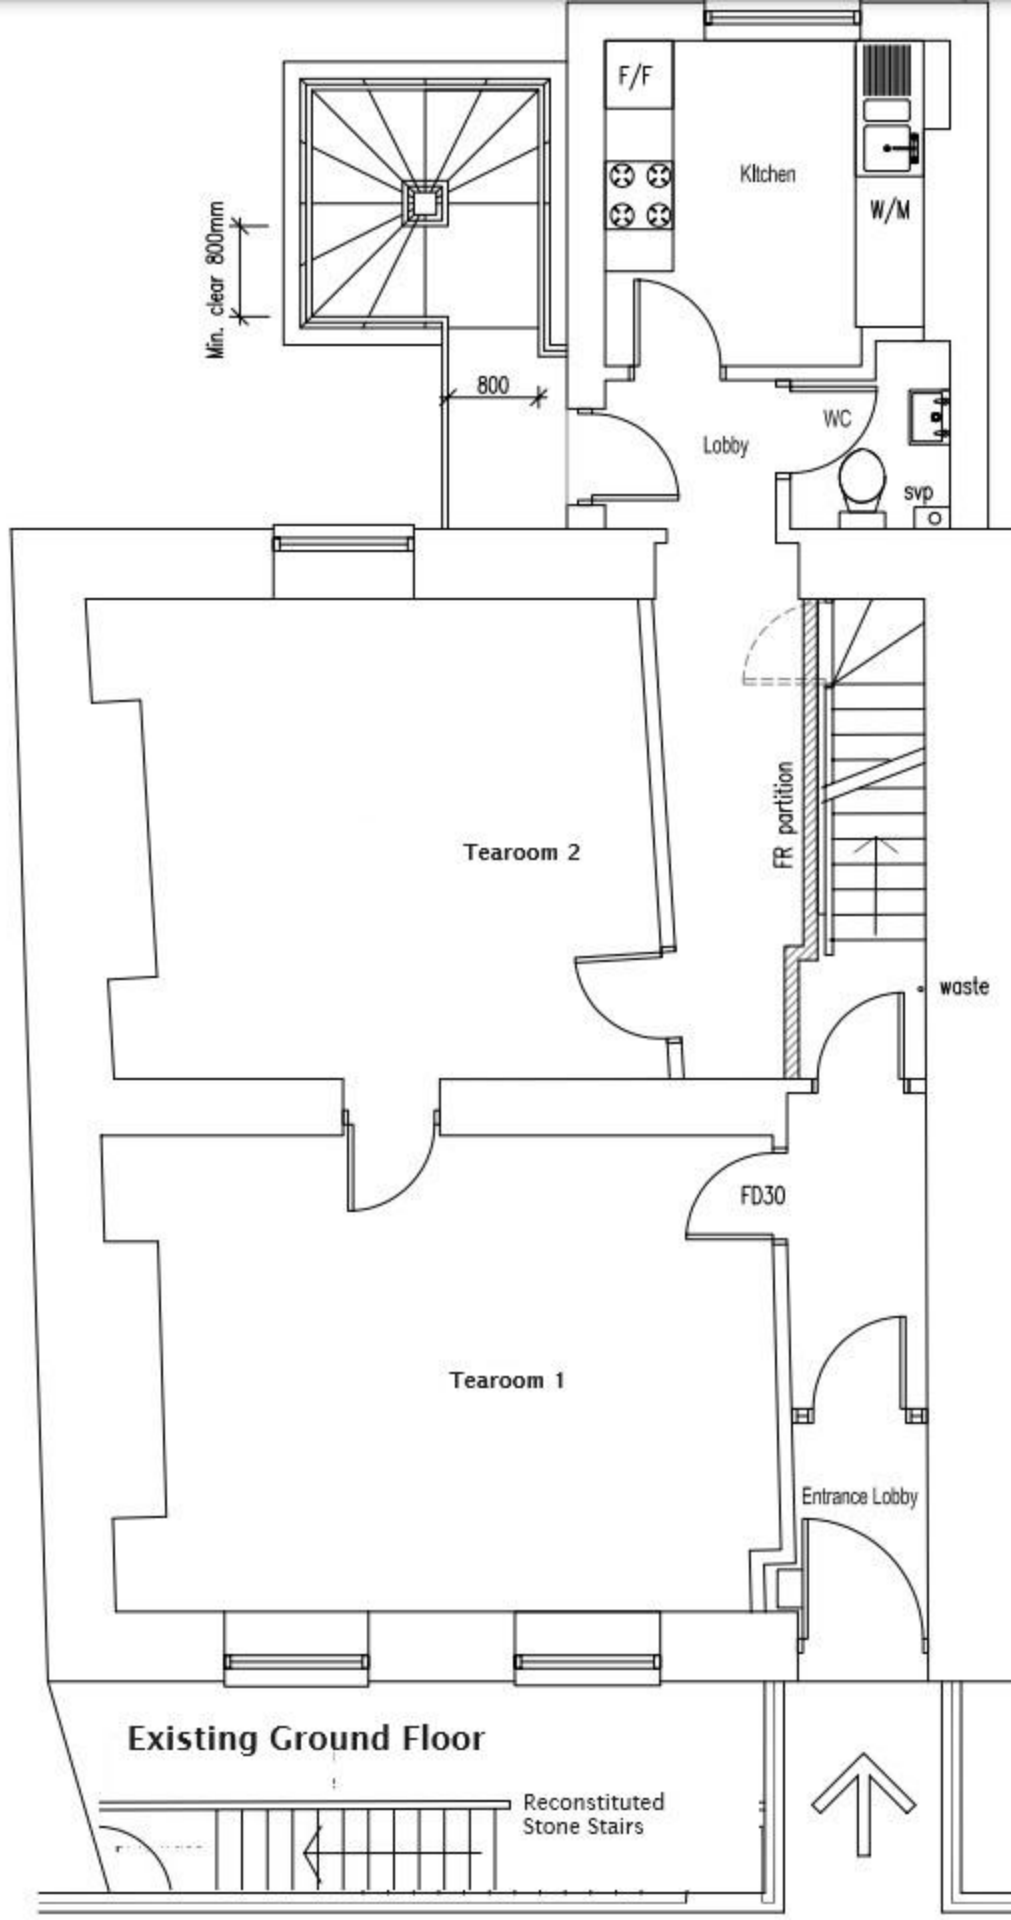 F/F
KItchen
W/M
Min. clear 800mm
800
WC
Lobby
svp
FR partition
Tearoom 2
waste
FD30
Tearoom 1
Entrance Lobby
Existing Ground Floor
Reconstituted
Stone Stairs